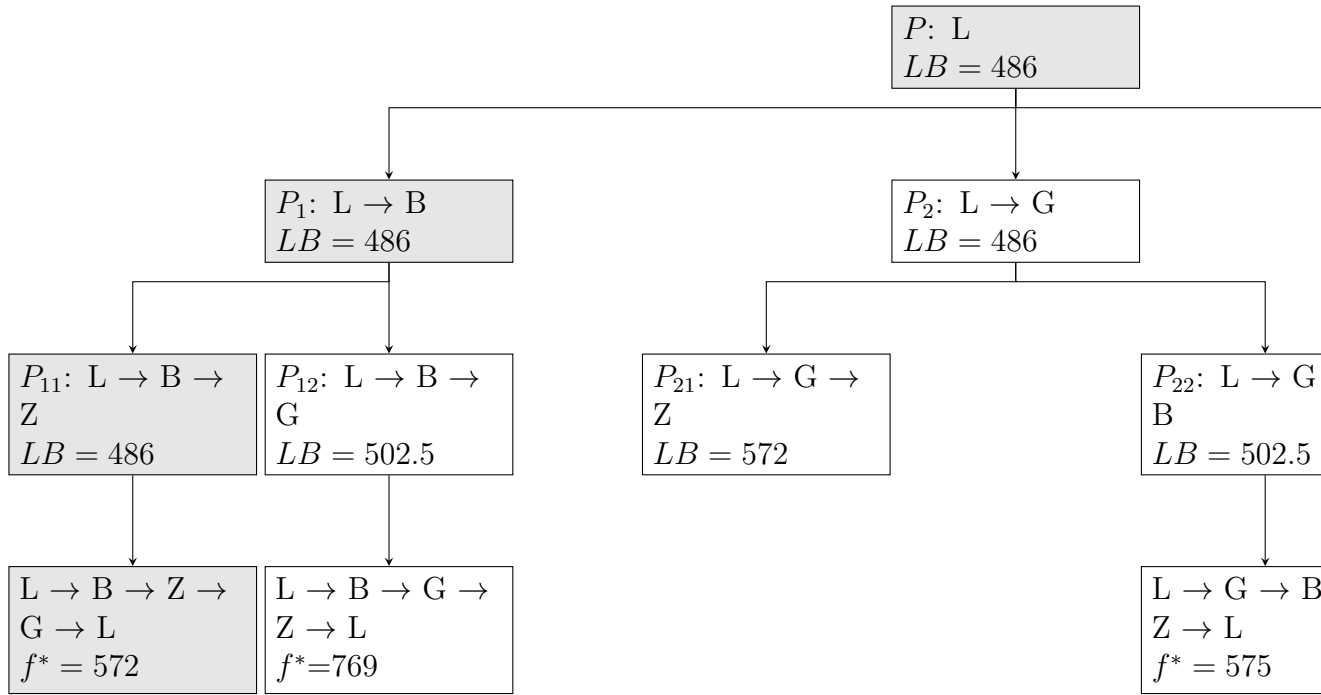 P: L
LB = 486
P₁: L → B
LB = 486
P₂: L → G
LB = 486
P₁₁: L → B →
Z
LB = 486
P₁₂: L → B →
G
LB = 502.5
P₂₁: L → G →
Z
LB = 572
P₂₂: L → G
B
LB = 502.5
L → B → Z →
G → L
f* = 572
L → B → G →
Z → L
f*=769
L → G → B
Z → L
f* = 575